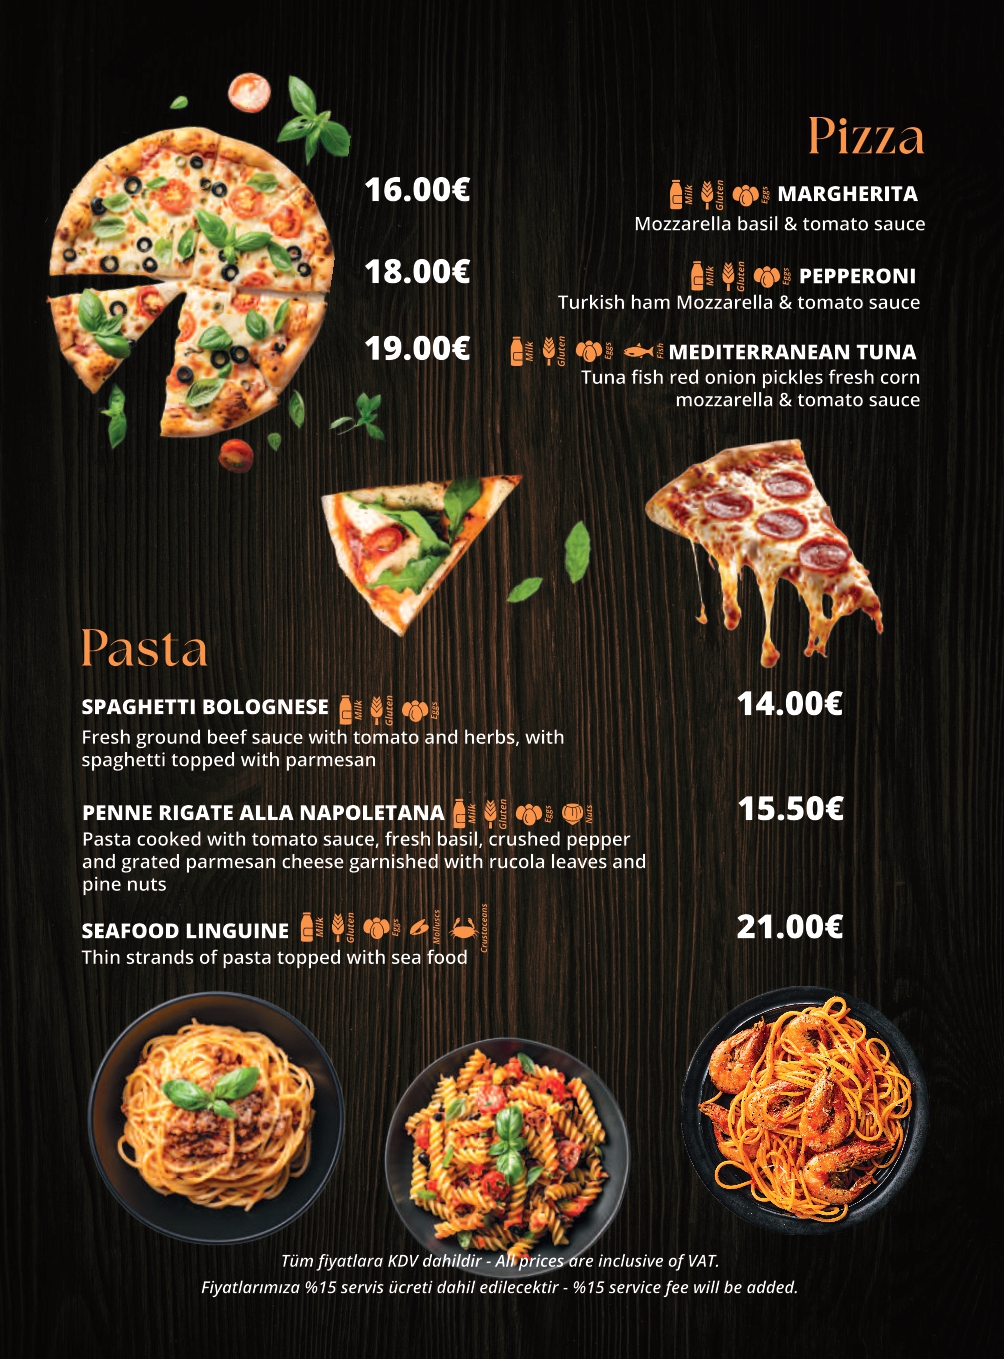 Pizza
16.00€ Milk Gluten Eggs MARGHERITA
Mozzarella basil & tomato sauce
18.00€ Milk Gluten Eggs PEPPERONI
Turkish ham Mozzarella & tomato sauce
19.00€ Milk Gluten Eggs Fish MEDITERRANEAN TUNA
Tuna fish red onion pickles fresh corn
mozzarella & tomato sauce
Pasta
SPAGHETTI BOLOGNESE Milk Gluten Eggs 14.00€
Fresh ground beef sauce with tomato and herbs, with
spaghetti topped with parmesan
PENNE RIGATE ALLA NAPOLETANA Milk Gluten Eggs Nuts 15.50€
Pasta cooked with tomato sauce, fresh basil, crushed pepper
and grated parmesan cheese garnished with rucola leaves and
pine nuts
SEAFOOD LINGUINE Milk Gluten Eggs Molluscs Crustaceans 21.00€
Thin strands of pasta topped with sea food
Tüm fiyatlara KDV dahildir - All prices are inclusive of VAT.
Fiyatlarımıza %15 servis ücreti dahil edilecektir - %15 service fee will be added.